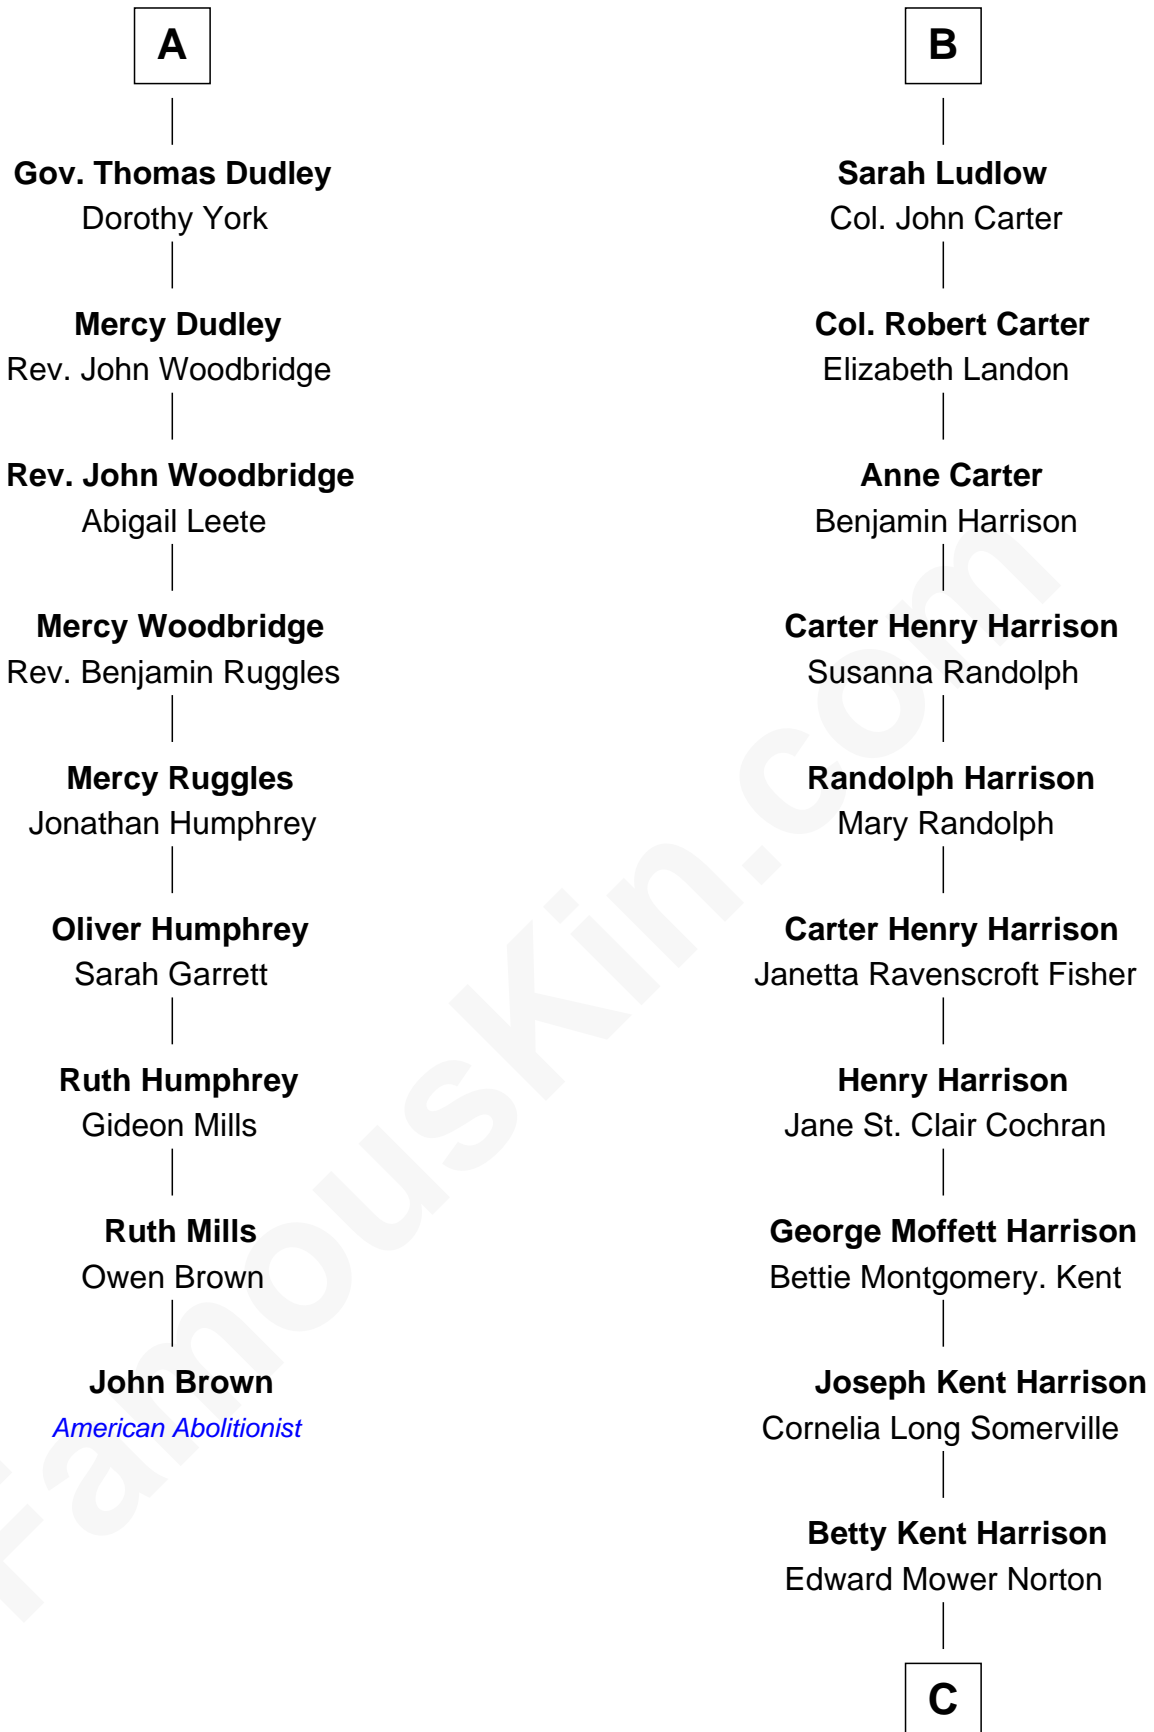 A
Gov. Thomas Dudley
Dorothy York
Mercy Dudley
Rev. John Woodbridge
Rev. John Woodbridge
Abigail Leete
Mercy Woodbridge
Rev. Benjamin Ruggles
Mercy Ruggles
Jonathan Humphrey
Oliver Humphrey
Sarah Garrett
Ruth Humphrey
Gideon Mills
Ruth Mills
Owen Brown
John Brown
American Abolitionist
B
Sarah Ludlow
Col. John Carter
Col. Robert Carter
Elizabeth Landon
Anne Carter
Benjamin Harrison
Carter Henry Harrison
Susanna Randolph
Randolph Harrison
Mary Randolph
Carter Henry Harrison
Janetta Ravenscroft Fisher
Henry Harrison
Jane St. Clair Cochran
George Moffett Harrison
Bettie Montgomery. Kent
Joseph Kent Harrison
Cornelia Long Somerville
Betty Kent Harrison
Edward Mower Norton
C
FamousKin.com